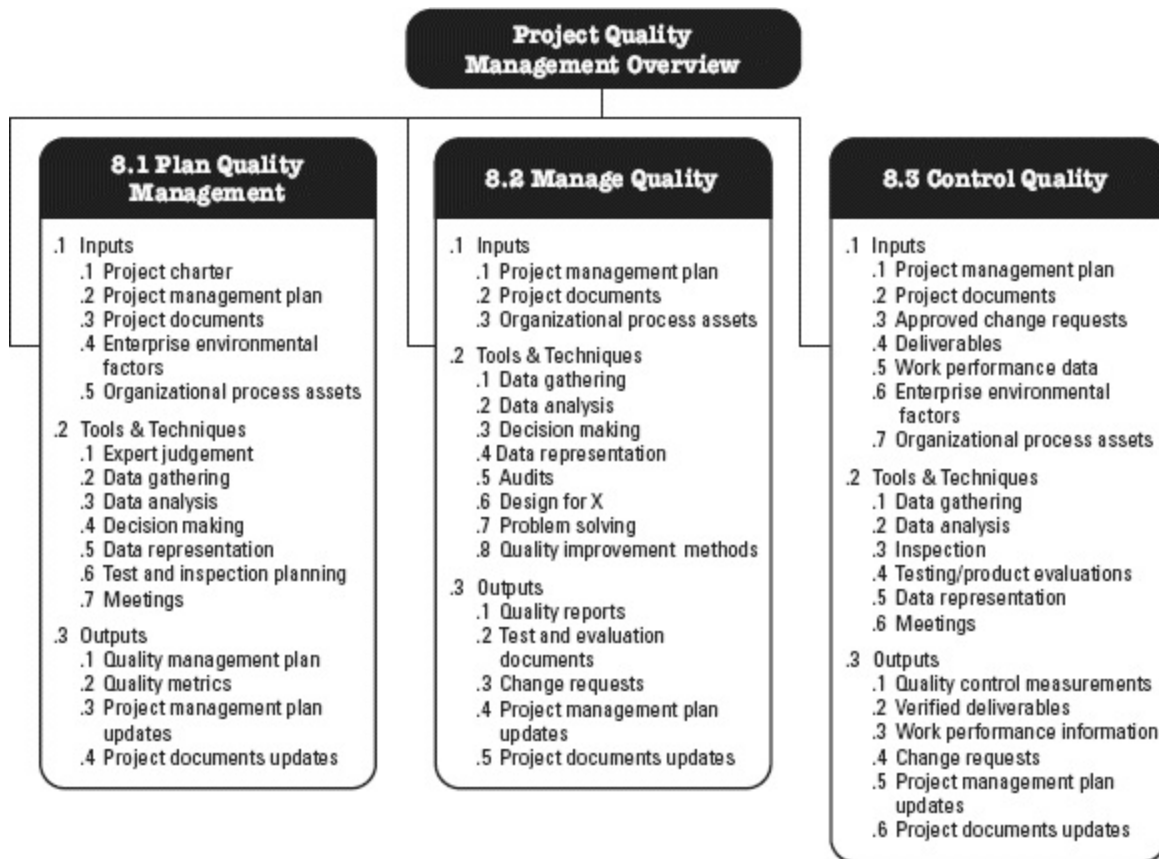 Project Quality
Management Overview
8.1 Plan Quality
Management
.1 Inputs
.1 Project charter
.2 Project management plan
.3 Project documents
.4 Enterprise environmental
factors
.5 Organizational process assets
.2 Tools & Techniques
.1 Expert judgement
.2 Data gathering
.3 Data analysis
.4 Decision making
.5 Data representation
.6 Test and inspection planning
.7 Meetings
.3 Outputs
.1 Quality management plan
.2 Quality metrics
.3 Project management plan
updates
.4 Project documents updates
8.2 Manage Quality
.1 Inputs
.1 Project management plan
.2 Project documents
.3 Organizational process assets
.2 Tools & Techniques
.1 Data gathering
.2 Data analysis
.3 Decision making
.4 Data representation
.5 Audits
.6 Design for X
.7 Problem solving
.8 Quality improvement methods
.3 Outputs
.1 Quality reports
.2 Test and evaluation
documents
.3 Change requests
.4 Project management plan
updates
.5 Project documents updates
8.3 Control Quality
.1 Inputs
.1 Project management plan
.2 Project documents
.3 Approved change requests
.4 Deliverables
.5 Work performance data
.6 Enterprise environmental
factors
.7 Organizational process assets
.2 Tools & Techniques
.1 Data gathering
.2 Data analysis
.3 Inspection
.4 Testing/product evaluations
.5 Data representation
.6 Meetings
.3 Outputs
.1 Quality control measurements
.2 Verified deliverables
.3 Work performance information
.4 Change requests
.5 Project management plan
updates
.6 Project documents updates